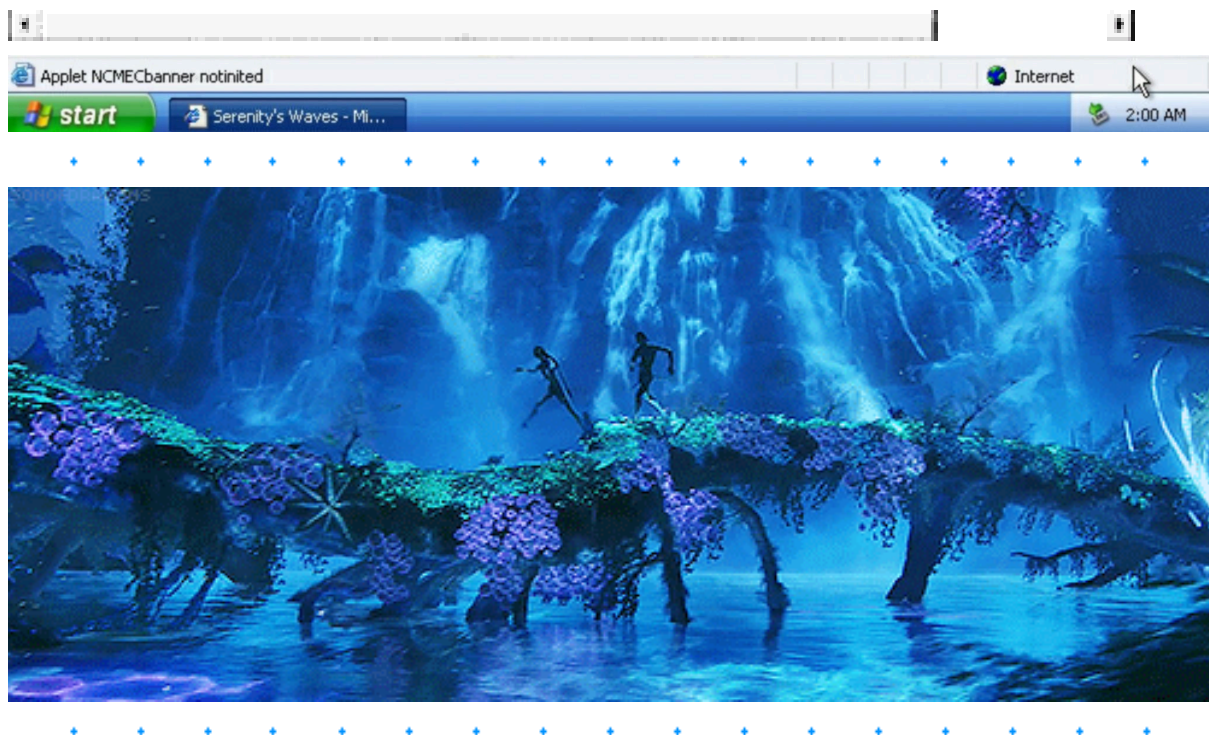 Applet NCMECbanner notinited
Internet
start
Serenity's Waves - Mi...
2:00 AM